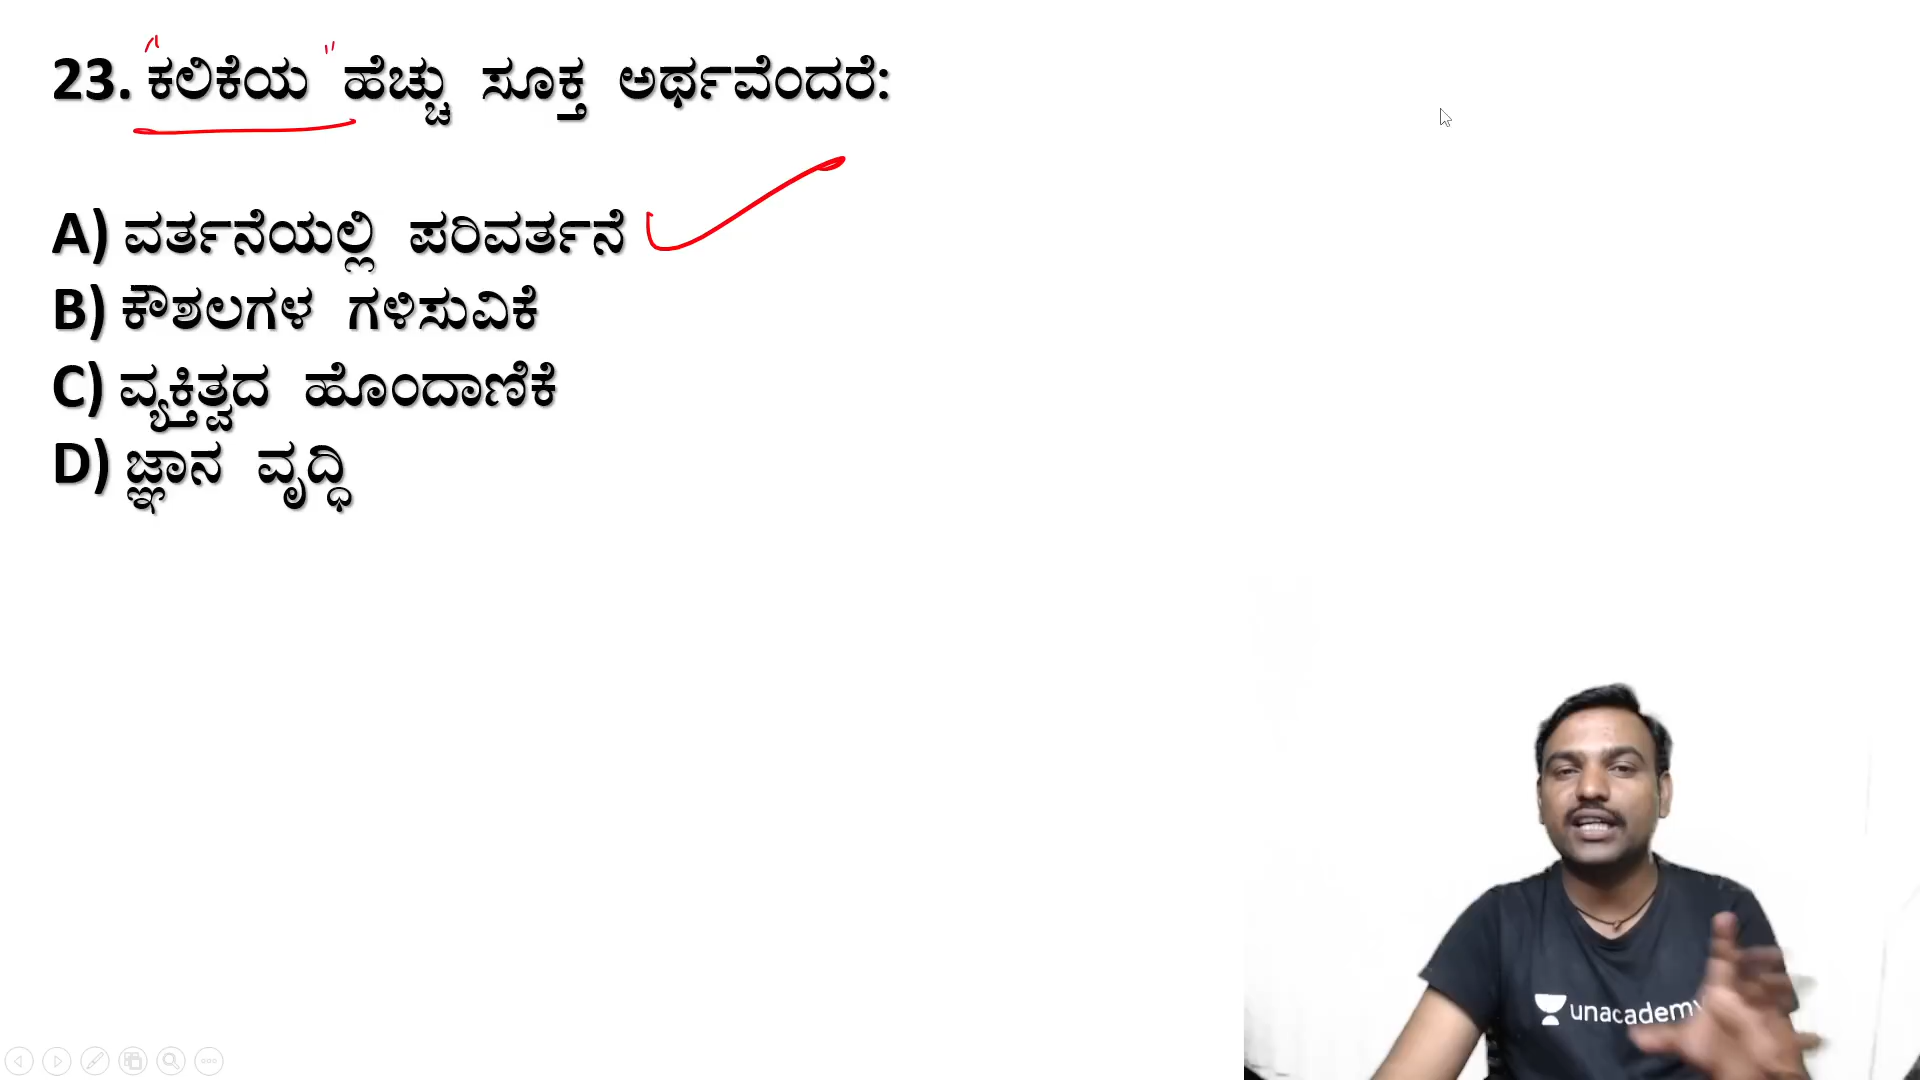 23. ಕಲಿಕೆಯ ಹೆಚ್ಚು ಸೂಕ್ತ ಅರ್ಥವೆಂದರೆ:
A) ವರ್ತನೆಯಲ್ಲಿ ಪರಿವರ್ತನೆ
B) ಕೌಶಲಗಳ ಗಳಿಸುವಿಕೆ
C) ವ್ಯಕ್ತಿತ್ವದ ಹೊಂದಾಣಿಕೆ
D) ಜ್ಞಾನ ವೃದ್ಧಿ
unacademy